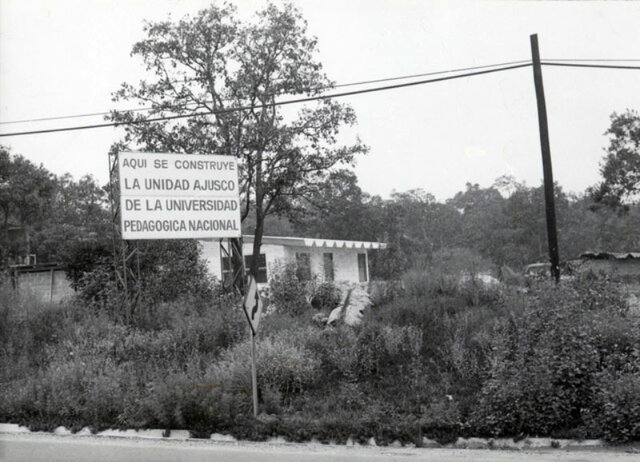 AQUI SE CONSTRUYE
LA UNIDAD AJUSCO
DE LA UNIVERSIDAD
PEDAGOGICA NACIONAL